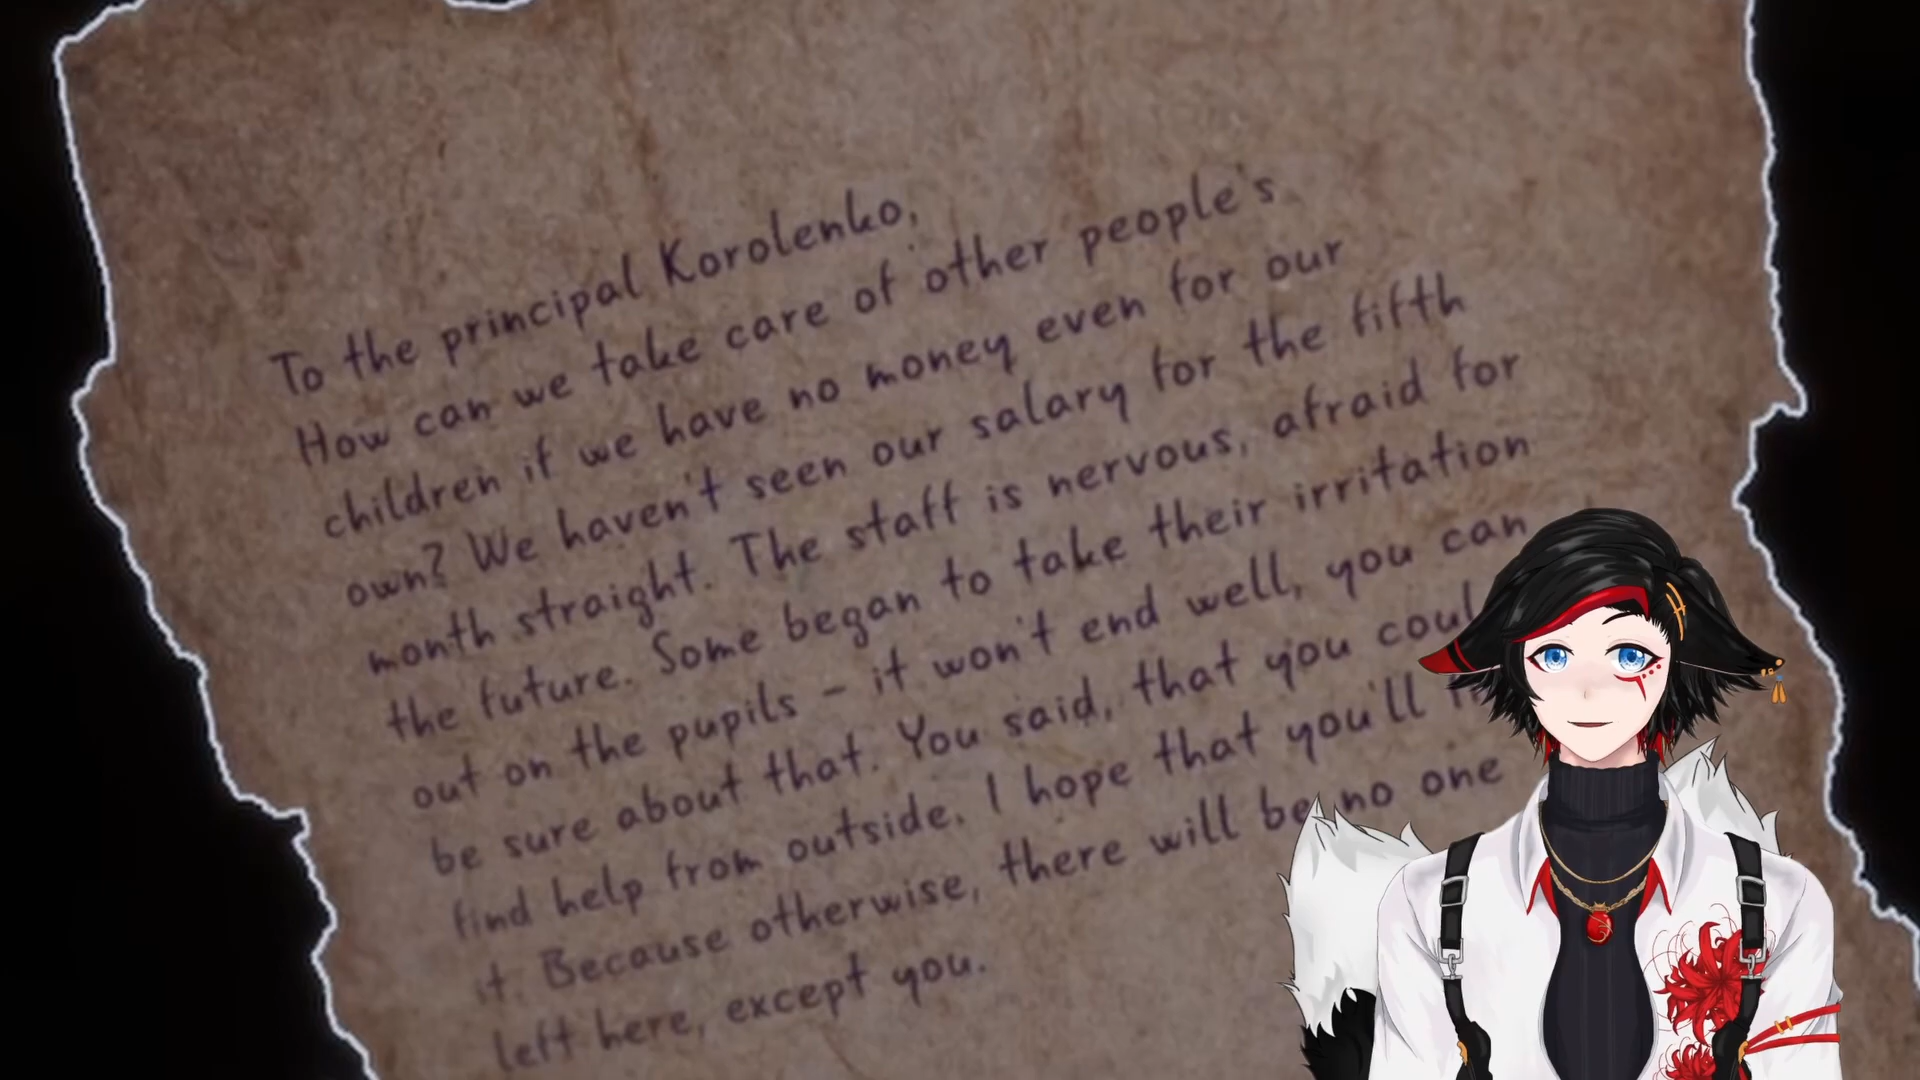 To the principal Korolenko,
How can we take care of other people's
children if we have no money even for our
own? We haven't seen our salary for the fifth
month straight. The staff is nervous, afraid for
the future. Some began to take their irritation
out on the pupils – it won't end well, you can
be sure about that. You said, that you could
find help from outside. I hope that you'll
it. Because otherwise, there will be no one
left here, except you.